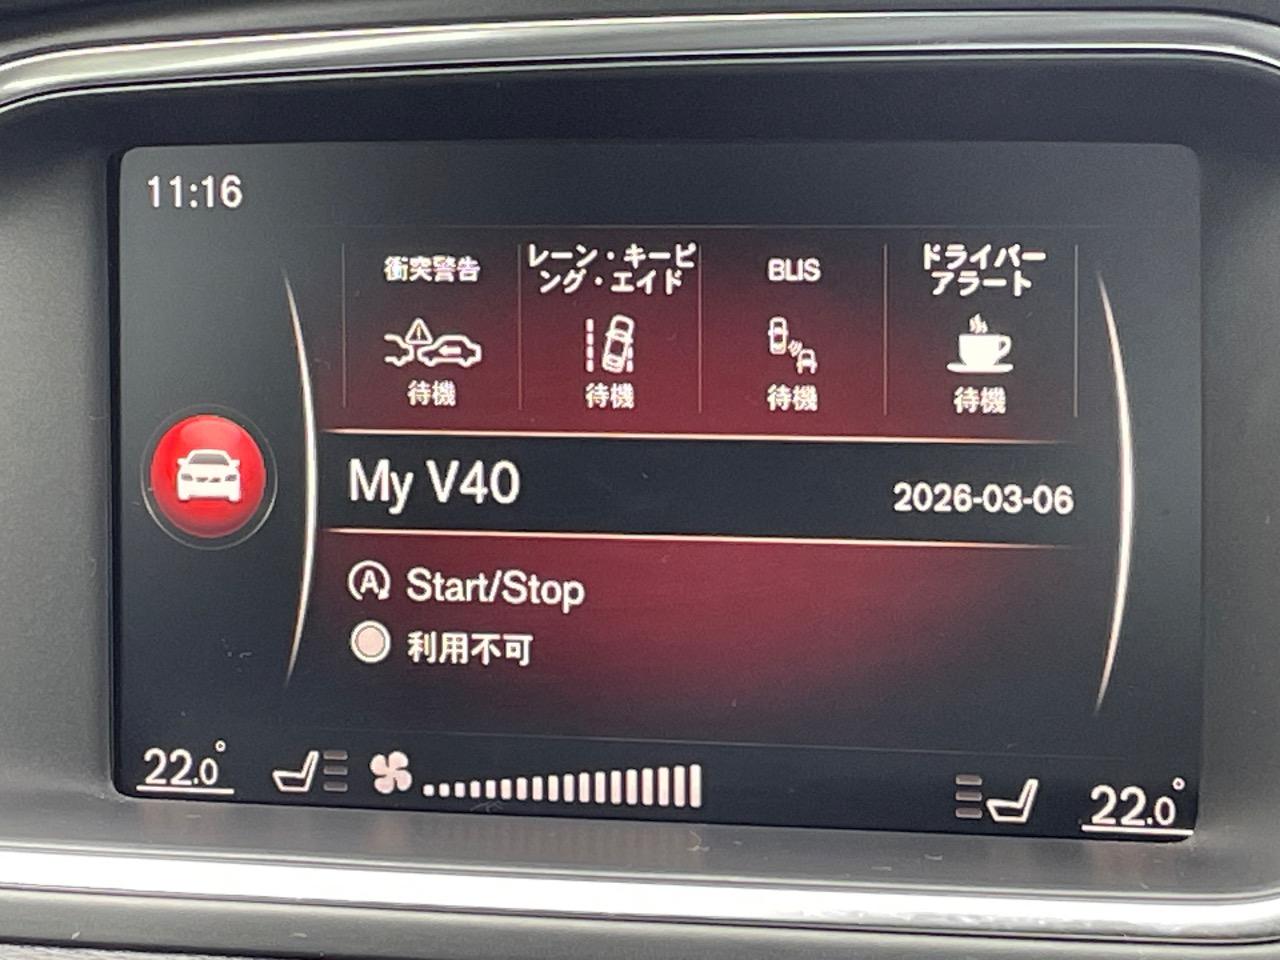 11:16
衝突警告
レーン・キーピ
ング・エイド
BLIS
ドライバー
アラート
待機
待機
待機
待機
My V40
2026-03-06
A Start/Stop
利用不可
22.0°
22.0°